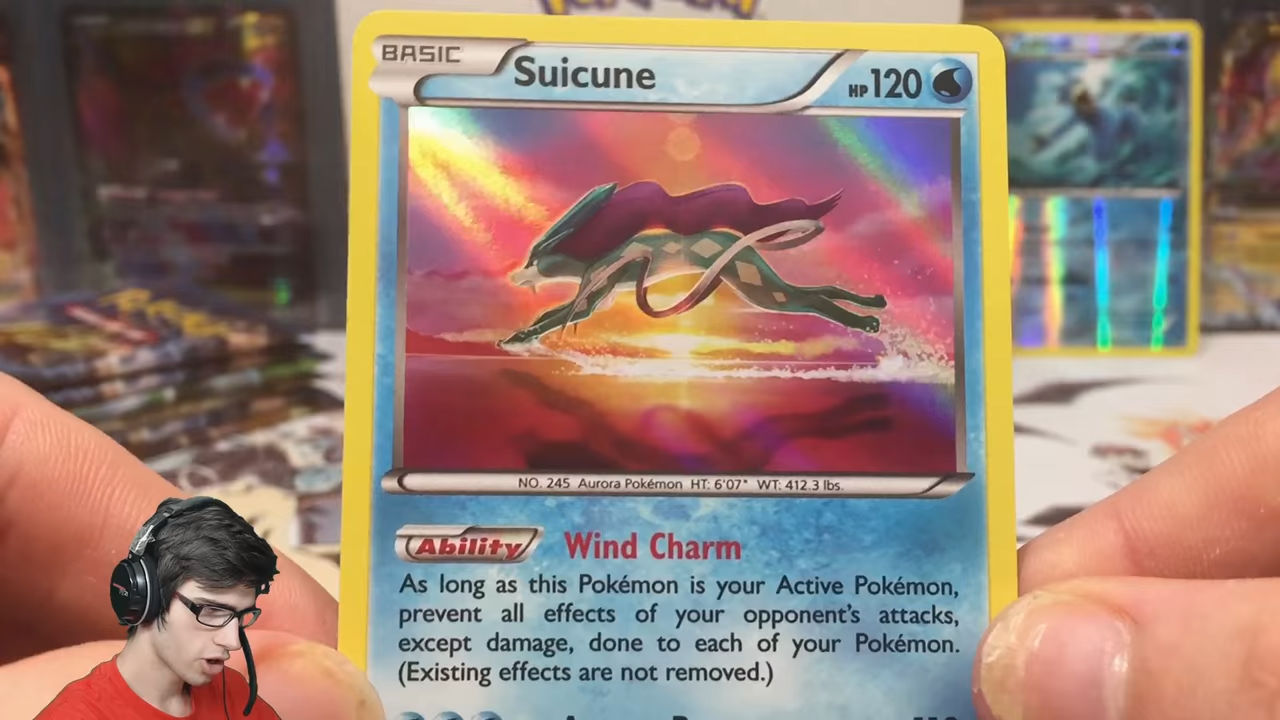 BASIC
Suicune
HP 120
NO. 245 Aurora Pokémon HT: 6'07" WT: 412.3 lbs.
Ability Wind Charm
As long as this Pokémon is your Active Pokémon,
prevent all effects of your opponent's attacks,
except damage, done to each of your Pokémon.
(Existing effects are not removed.)